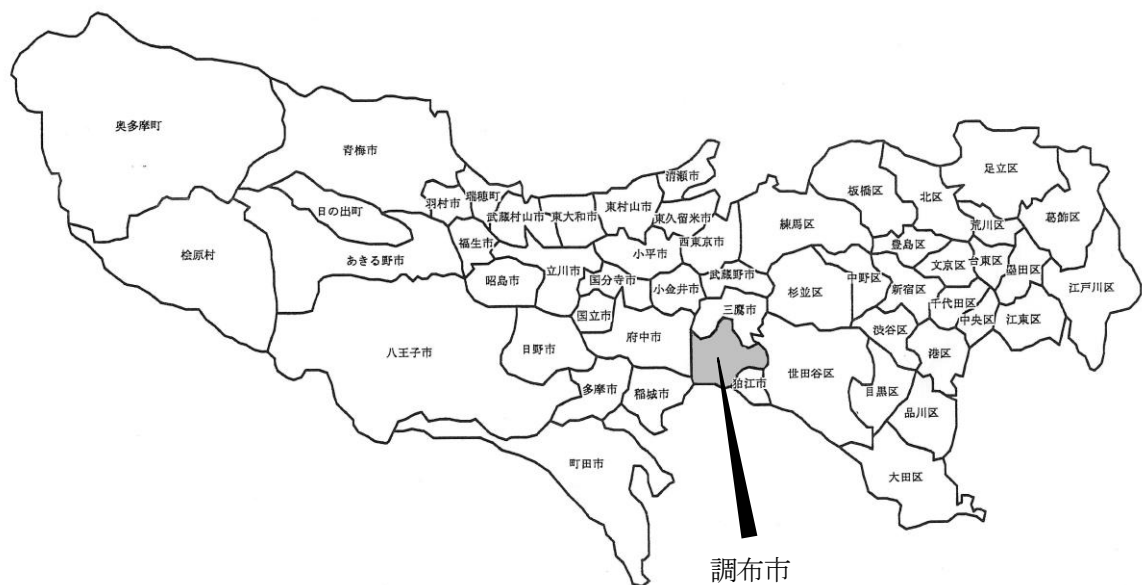 奥多摩町
青梅市
日の出町
檜原村
あきる野市
羽村市
瑞穂町
福生市
武蔵村山市
東大和市
東村山市
清瀬市
東久留米市
昭島市
立川市
小平市
西東京市
国分寺市
小金井市
武蔵野市
国立市
三鷹市
八王子市
日野市
府中市
多摩市
稲城市
狛江市
町田市
練馬区
板橋区
北区
足立区
荒川区
葛飾区
豊島区
文京区
台東区
墨田区
江戸川区
杉並区
中野区
新宿区
千代田区
中央区
江東区
渋谷区
港区
世田谷区
目黒区
品川区
大田区
調布市